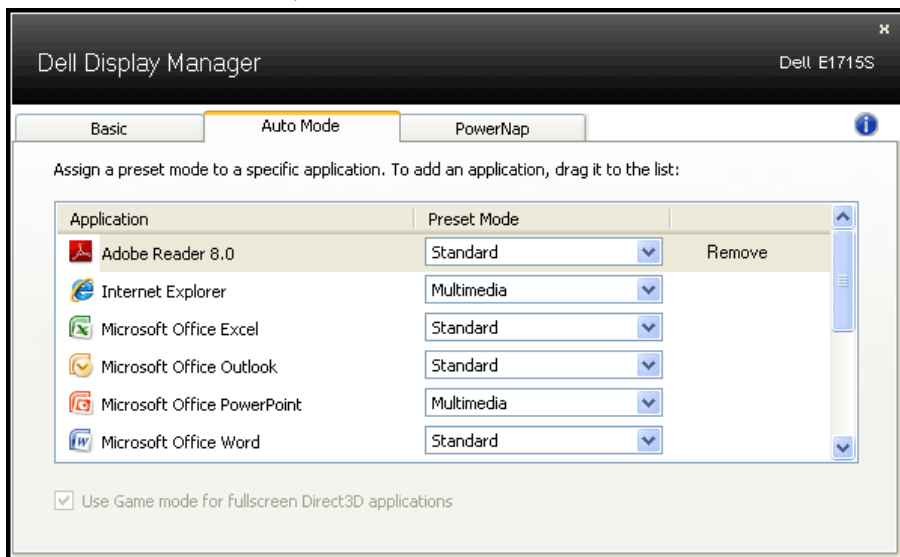 x
Dell Display Manager
Dell E1715S
Basic Auto Mode PowerNap
Assign a preset mode to a specific application. To add an application, drag it to the list:
Application Preset Mode
Adobe Reader 8.0 Standard Remove
Internet Explorer Multimedia
Microsoft Office Excel Standard
Microsoft Office Outlook Standard
Microsoft Office PowerPoint Multimedia
Microsoft Office Word Standard
Use Game mode for fullscreen Direct3D applications